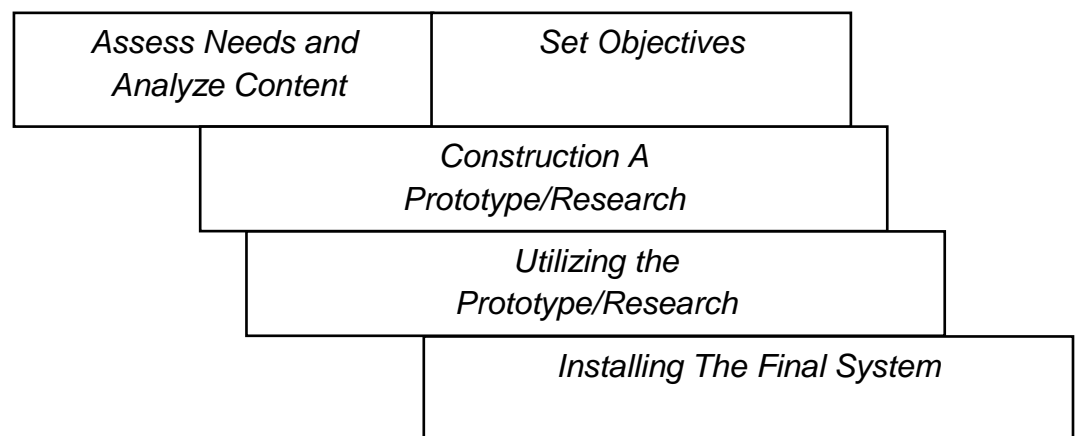 Assess Needs and
Analyze Content
Set Objectives
Construction A
Prototype/Research
Utilizing the
Prototype/Research
Installing The Final System